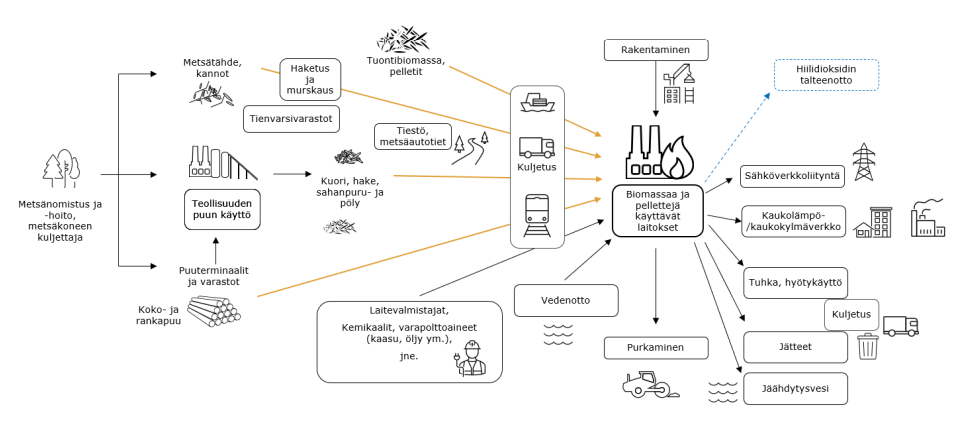 Metsänomistus ja
-hoito,
metsäkoneen
kuljettaja
Metsätähde,
kannot
Haketus
ja
murskaus
Tienvarsivarastot
Teollisuuden
puun käyttö
Puuterminaalit
ja varastot
Koko- ja
rankapuu
Tuontibiomassa,
pelletit
Tiestö,
metsäautotiet
Kuori, hake,
sahanpuru- ja
pöly
Kuljetus
Laitevalmistajat,
Kemikaalit, varapolttoaineet
(kaasu, öljy ym.),
jne.
Vedenotto
Rakentaminen
Biomassaa ja
pellettejä
käyttävät
laitokset
Purkaminen
Hiilidioksidin
talteenotto
Sähköverkkoliityntä
Kaukolämpö-
/kaukokylmäverkko
Tuhka, hyötykäyttö
Kuljetus
Jätteet
Jäähdytysvesi